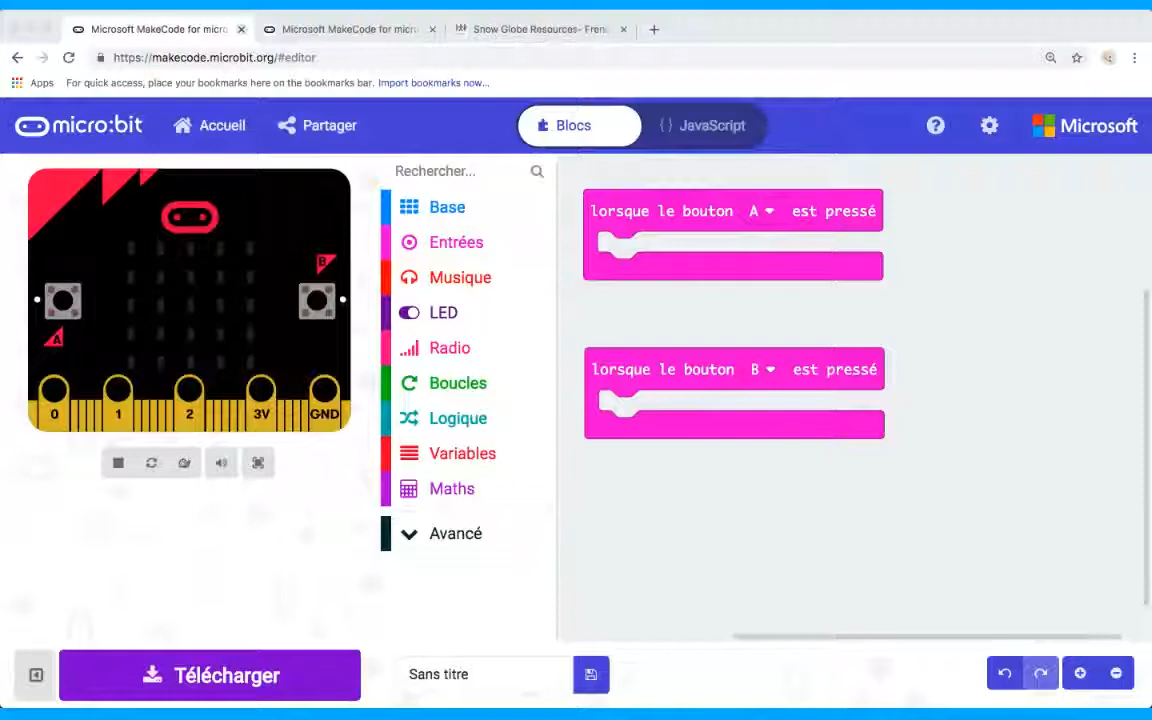 Microsoft MakeCode for micro
Microsoft MakeCode for micro
Snow Globe Resources- Fren
https://makecode.microbit.org/#editor
Apps
For quick access, place your bookmarks here on the bookmarks bar. Import bookmarks now...
micro:bit
Accueil
Partager
Blocs
{} JavaScript
Microsoft
Rechercher...
Base
Entrées
Musique
LED
Radio
Boucles
Logique
Variables
Maths
Avancé
B
A
0 1 2 3V GND
lorsque le bouton A est pressé
lorsque le bouton B est pressé
Télécharger
Sans titre